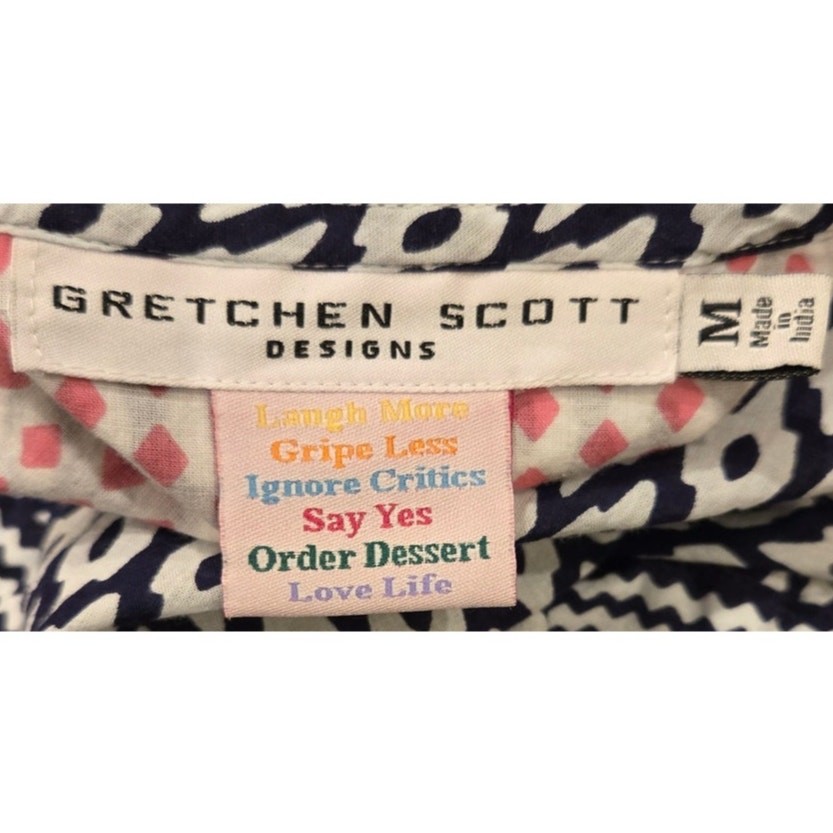 GRETCHEN SCOTT
DESIGNS
M
Made
in
India
Laugh More
Gripe Less
Ignore Critics
Say Yes
Order Dessert
Love Life